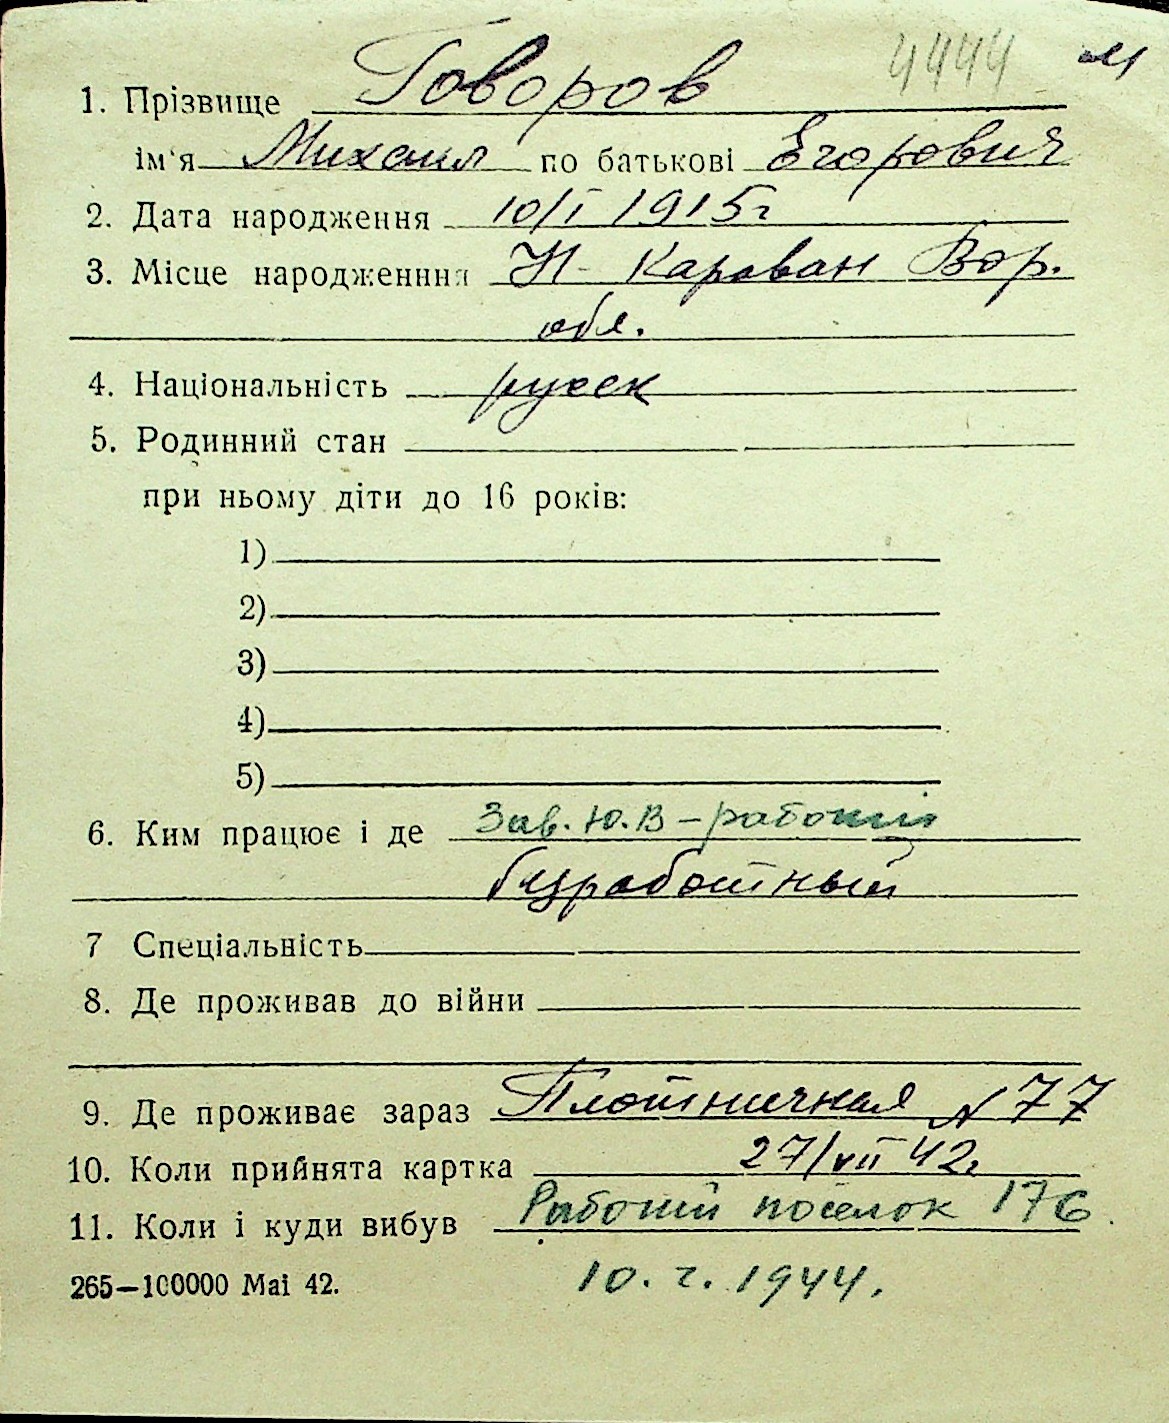 4444 М
1. Прізвище Говоров
ім'я Михаил по батькові Егорович
2. Дата народження 10/I 1915г
3. Місце народженння Н-Караван Вор.
обл.
4. Національність русск
5. Родинний стан
при ньому діти до 16 років:
1)
2)
3)
4)
5)
6. Ким працює і де Зав. Ю.В – рабочий
безработный
7 Спеціальність
8. Де проживав до війни
9. Де проживає зараз Плотничная № 77
10. Коли прийнята картка 27/VII 42г.
11. Коли і куди вибув Рабочий поселок 176
265—100000 Маі 42. 10. 2. 1944.